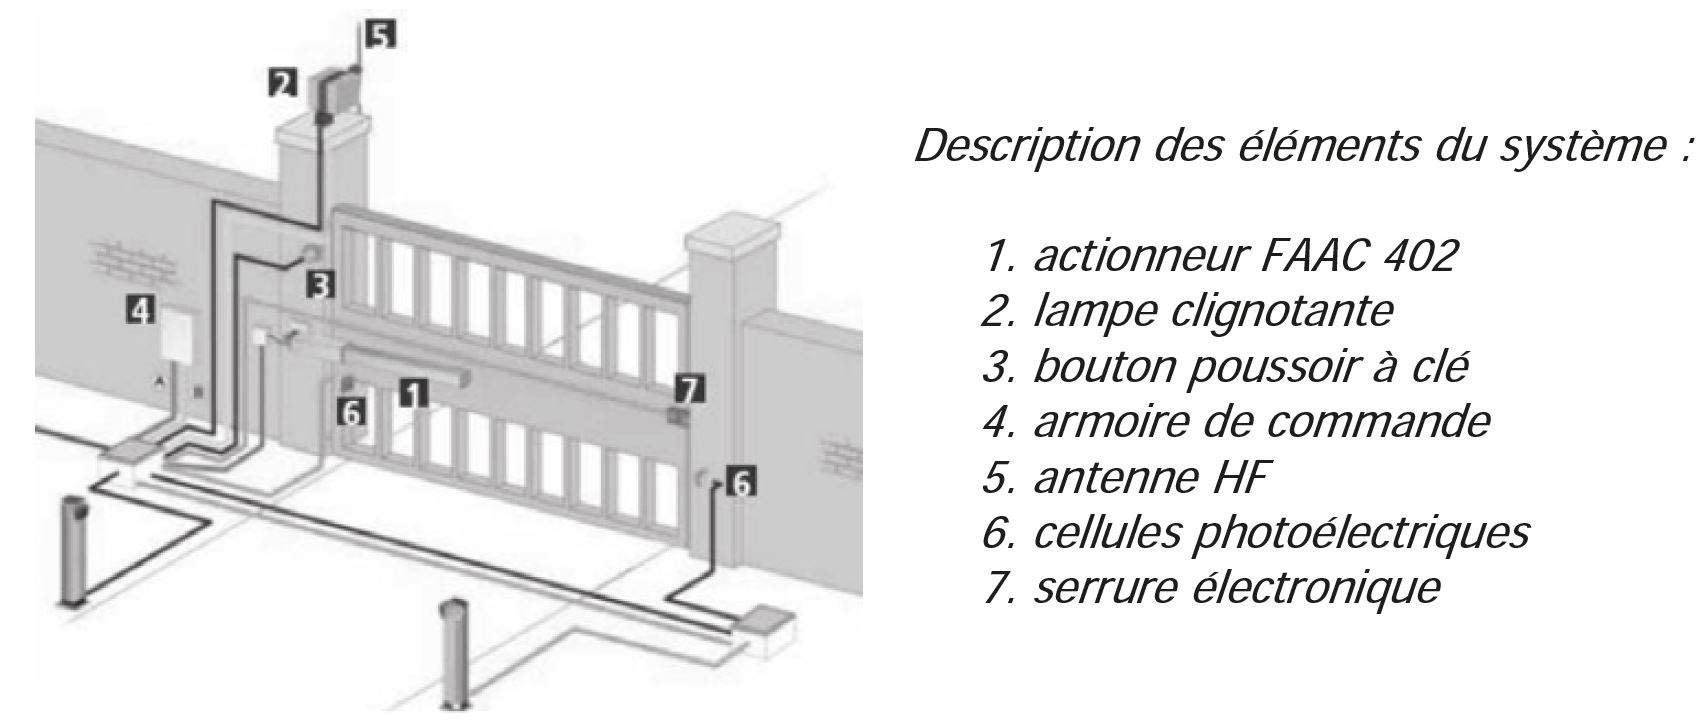 5
2
3
4
1
6
7
6
A
B
Description des éléments du système :
1. actionneur FAAC 402
2. lampe clignotante
3. bouton poussoir à clé
4. armoire de commande
5. antenne HF
6. cellules photoélectriques
7. serrure électronique